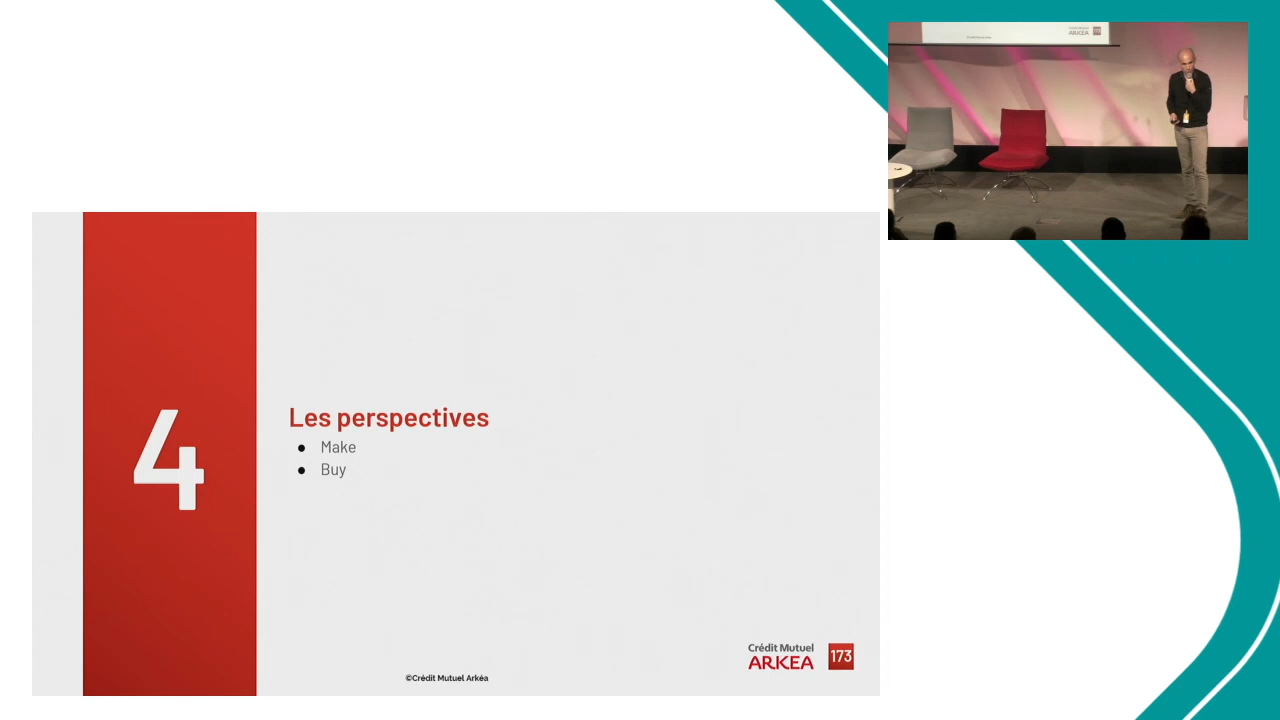 4
Les perspectives
● Make
● Buy
Crédit Mutuel
ARKEA
173
©Crédit Mutuel Arkéa